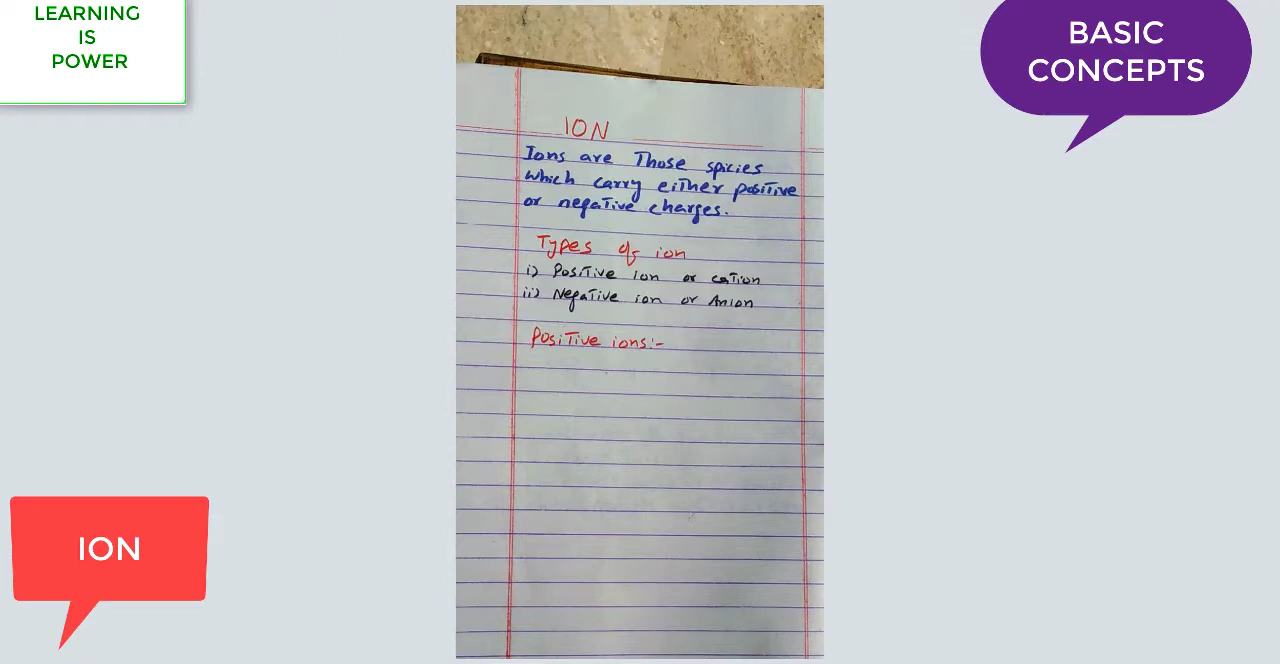 LEARNING
IS
POWER
BASIC
CONCEPTS
ION
Ions are Those spicies
which carry either positive
or negative charges.
Types of ion
i) Positive ion or cation
ii) Negative ion or Anion
Positive ions:-
ION